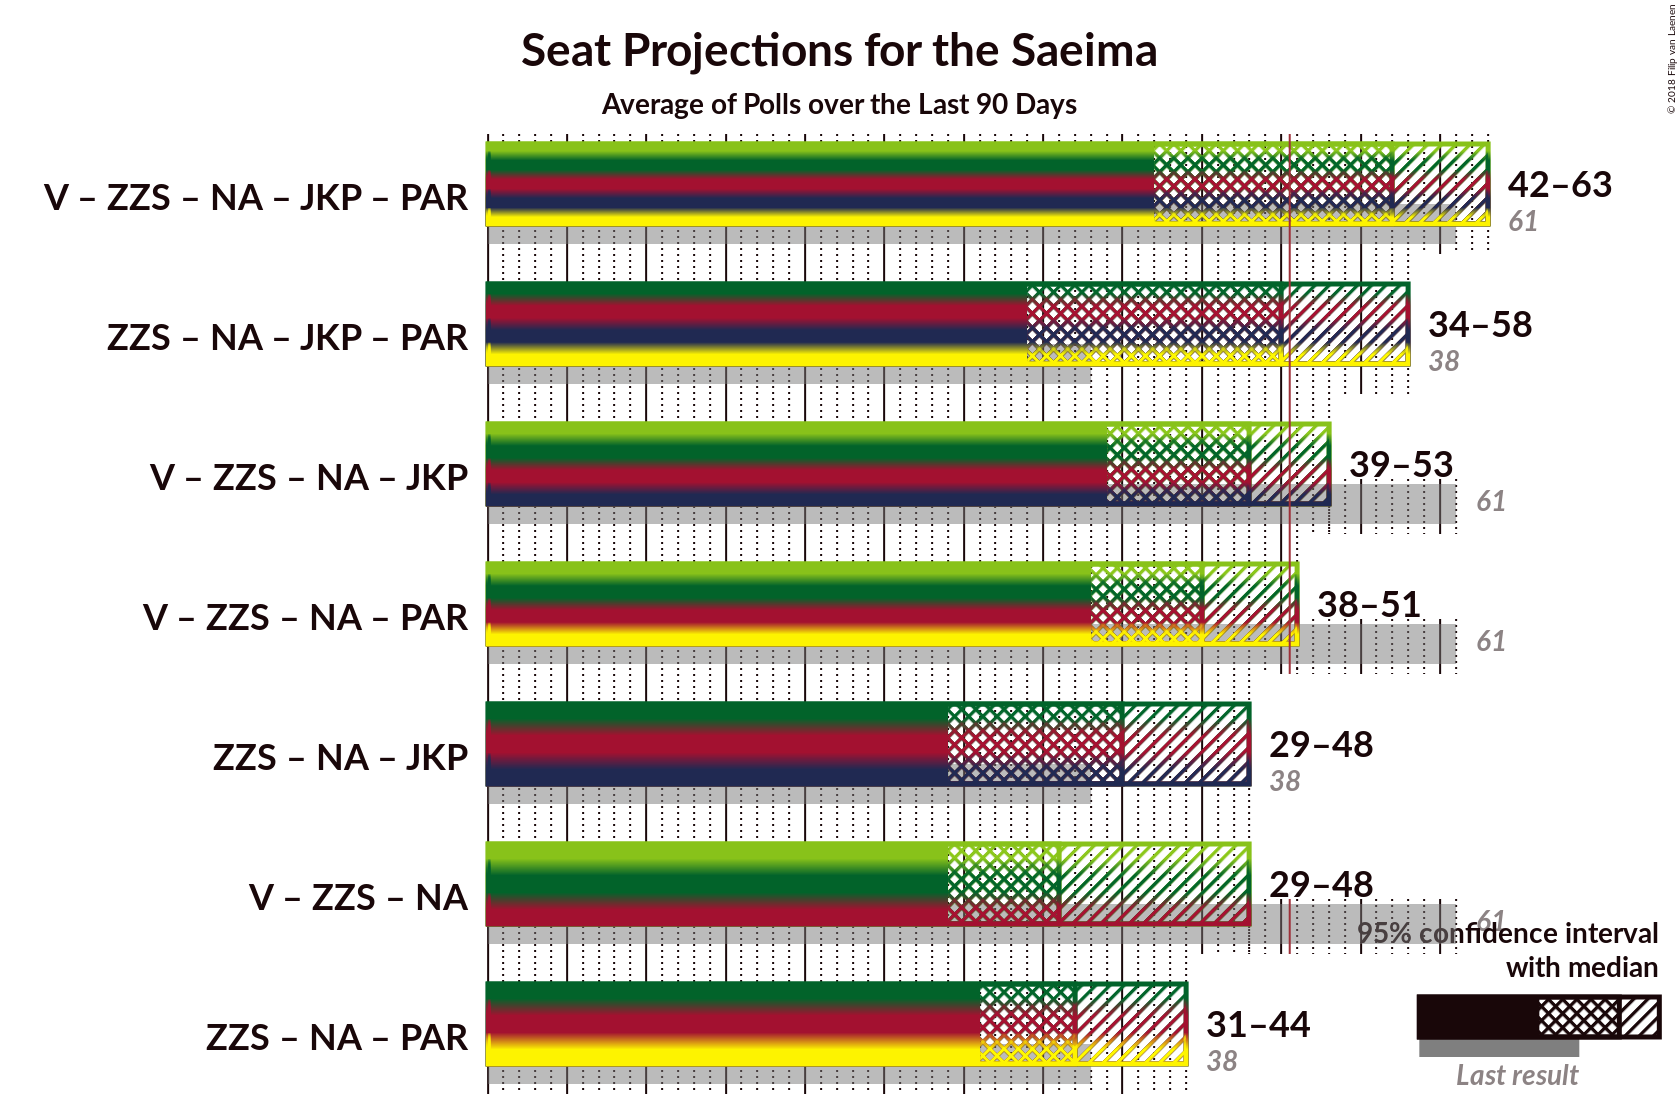 Seat Projections for the Saeima
Average of Polls over the Last 90 Days
© 2018 Filip van Laenen
V – ZZS – NA – JKP – PAR
42–63
61
ZZS – NA – JKP – PAR
34–58
38
V – ZZS – NA – JKP
39–53
61
V – ZZS – NA – PAR
38–51
61
ZZS – NA – JKP
29–48
38
V – ZZS – NA
29–48
61
ZZS – NA – PAR
31–44
38
95% confidence interval
with median
Last result